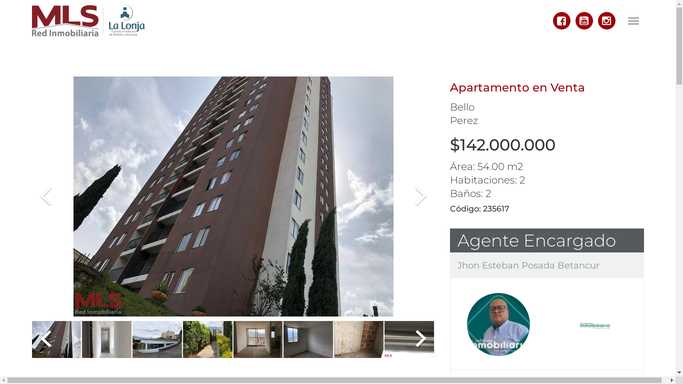 MLS
Red Inmobiliaria
La Lonja
Apartamento en Venta
Bello
Perez
$142.000.000
Área: 54.00 m2
Habitaciones: 2
Baños: 2
Código: 235617
MLS
Red Inmobiliaria
Agente Encargado
Jhon Esteban Posada Betancur